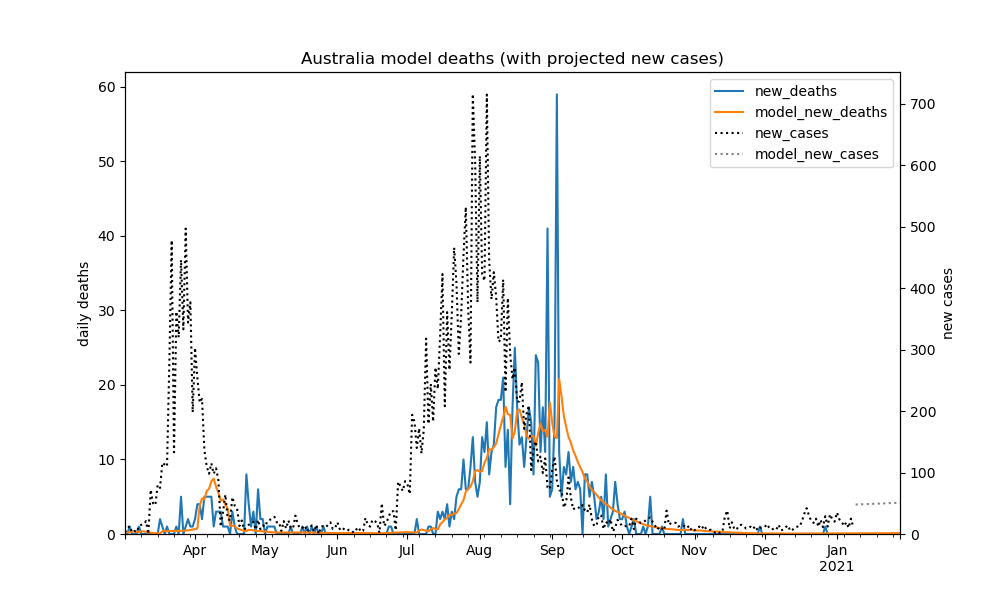 Australia model deaths (with projected new cases)
new_deaths
model_new_deaths
new_cases
model_new_cases
daily deaths
new cases
60
50
40
30
20
10
0
700
600
500
400
300
200
100
0
Apr May Jun Jul Aug Sep Oct Nov Dec Jan
2021